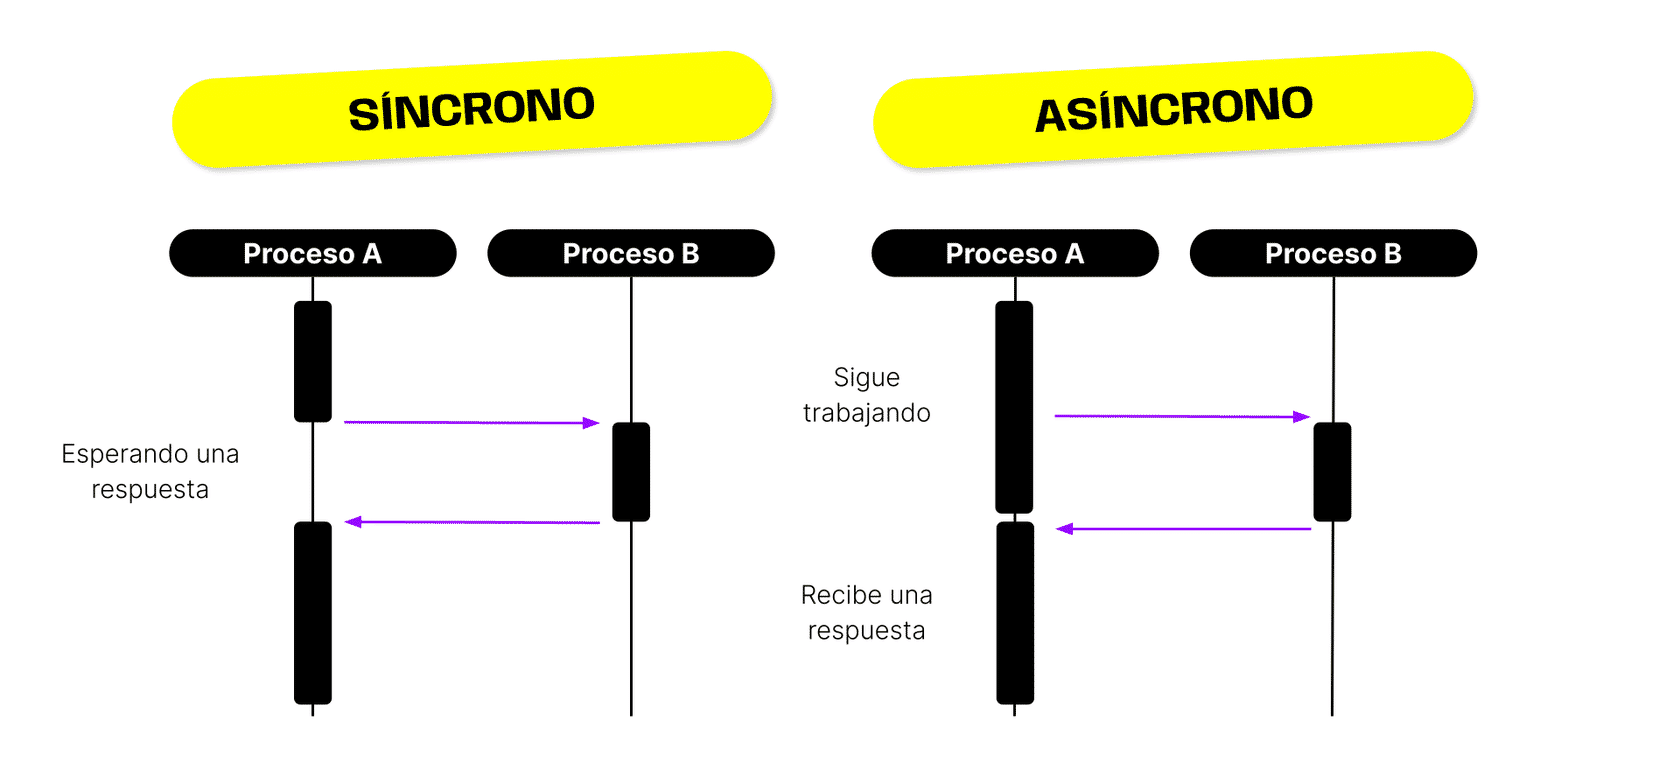 SÍNCRONO
Proceso A
Proceso B
Esperando una
respuesta
ASÍNCRONO
Proceso A
Proceso B
Sigue
trabajando
Recibe una
respuesta